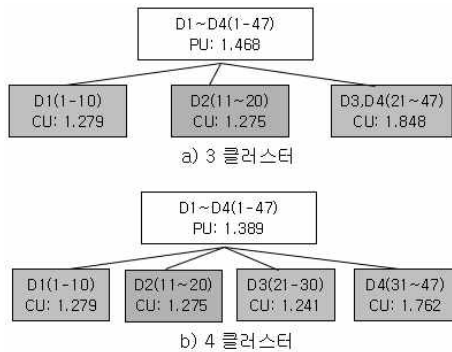 D1~D4(1-47)
PU: 1.468
D1(1-10)
CU: 1.279
D2(11~20)
CU: 1.275
D3,D4(21~47)
CU: 1.848
a) 3 클러스터
D1~D4(1-47)
PU: 1.389
D1(1-10)
CU: 1.279
D2(11~20)
CU: 1.275
D3(21-30)
CU: 1.241
D4(31~47)
CU: 1.762
b) 4 클러스터